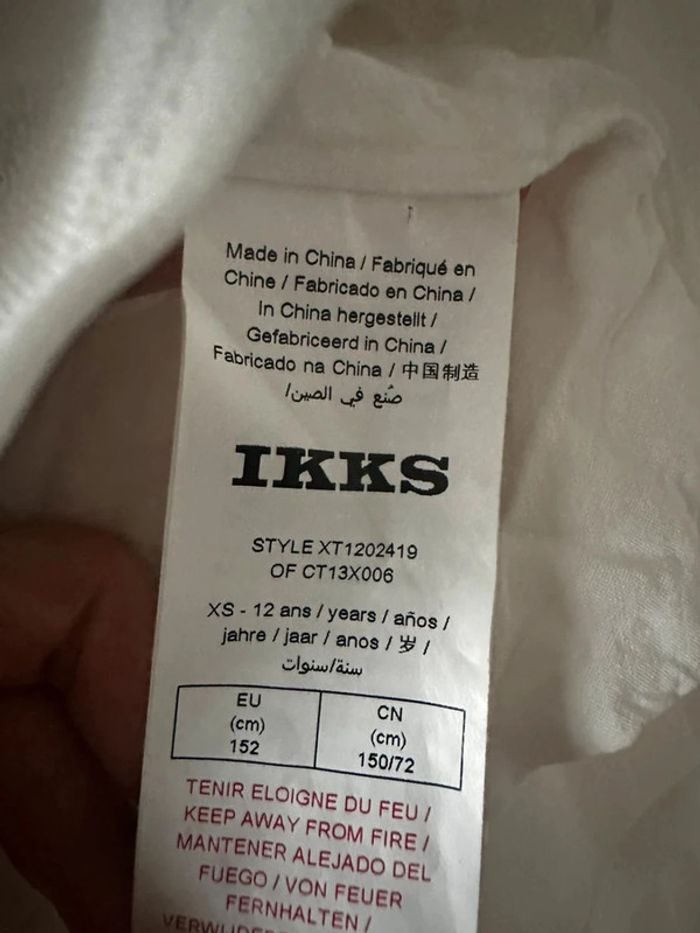 Made in China / Fabriqué en
Chine / Fabricado en China /
In China hergestellt /
Gefabriceerd in China /
Fabricado na China / 中国制造
صُنع في الصين/
IKKS
STYLE XT1202419
OF CT13X006
XS - 12 ans / years / años /
jahre / jaar / anos / 岁 /
سنة/سنوات
EU
(cm)
152
CN
(cm)
150/72
TENIR ELOIGNE DU FEU /
KEEP AWAY FROM FIRE /
MANTENER ALEJADO DEL
FUEGO / VON FEUER
FERNHALTEN /